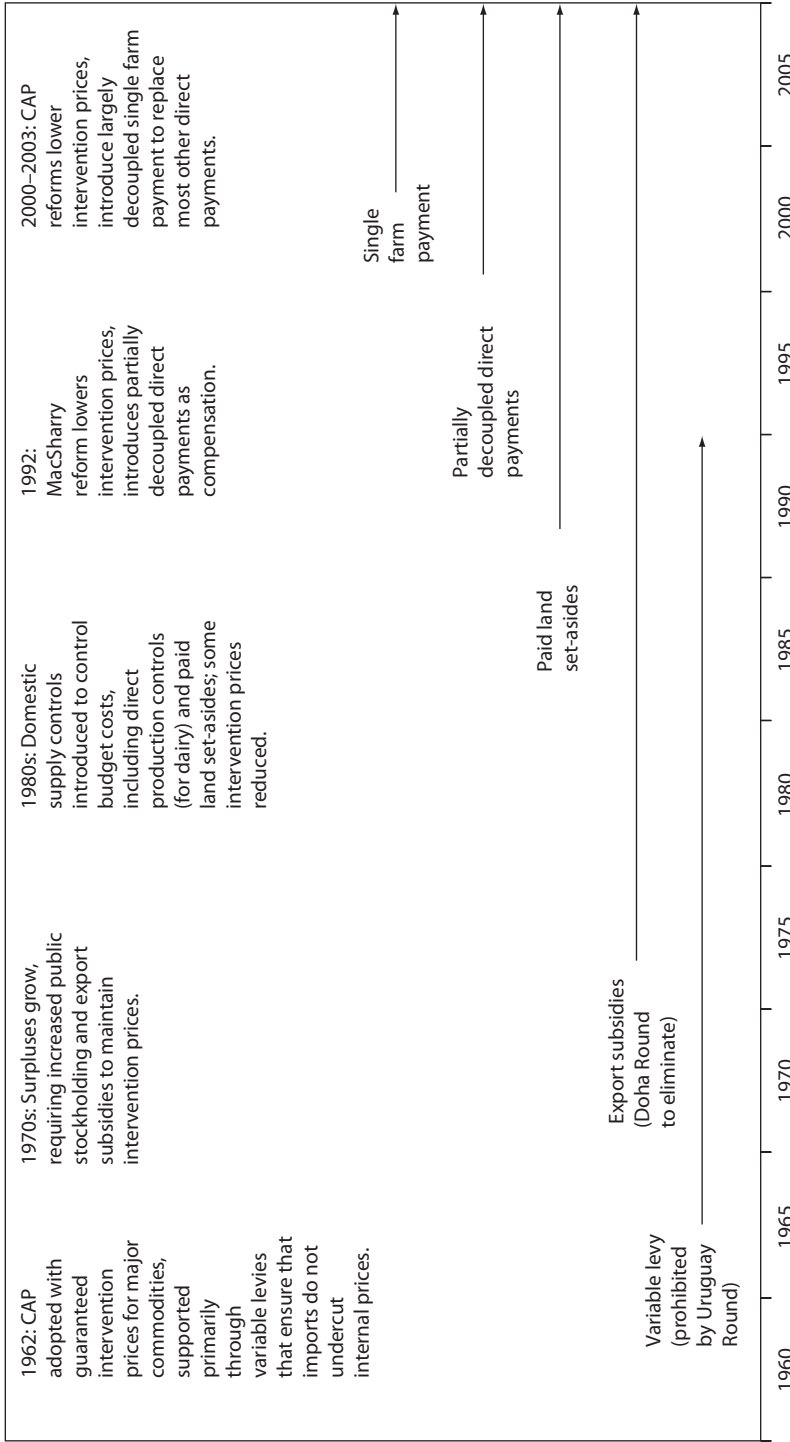 1962: CAP
adopted with
guaranteed
intervention
prices for major
commodities,
supported
primarily
through
variable levies
that ensure that
imports do not
undercut
internal prices.
1970s: Surpluses grow,
requiring increased public
stockholding and export
subsidies to maintain
intervention prices.
1980s: Domestic
supply controls
introduced to control
budget costs,
including direct
production controls
(for dairy) and paid
land set-asides; some
intervention prices
reduced.
1992:
MacSharry
reform lowers
intervention prices,
introduces partially
decoupled direct
payments as
compensation.
2000–2003: CAP
reforms lower
intervention prices,
introduce largely
decoupled single farm
payment to replace
most other direct
payments.
Single
farm
payment
Partially
decoupled direct
payments
Paid land
set-asides
Export subsidies
(Doha Round
to eliminate)
Variable levy
(prohibited
by Uruguay
Round)
1960
1965
1970
1975
1980
1985
1990
1995
2000
2005